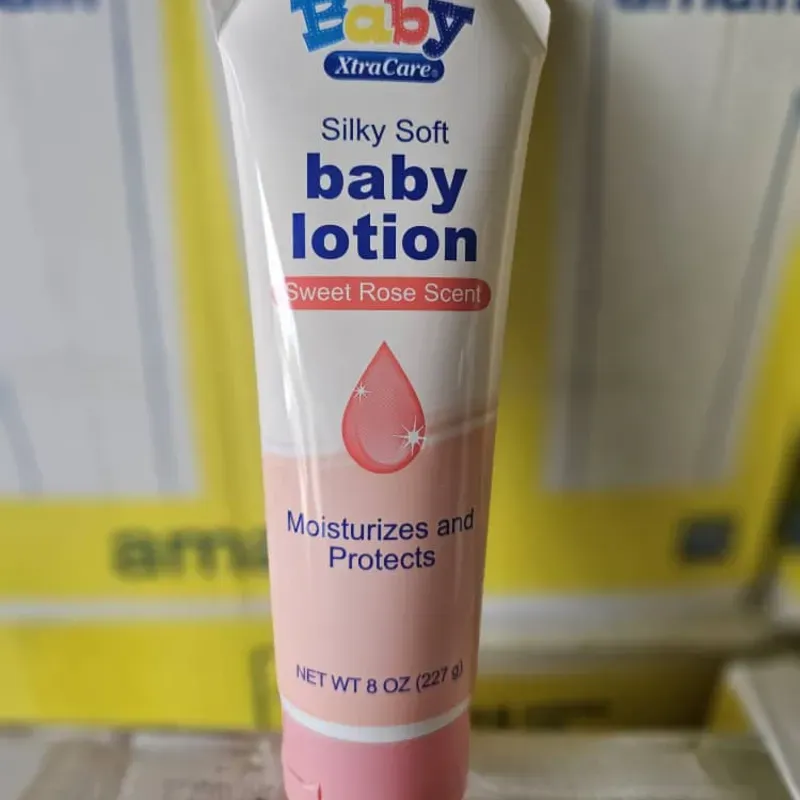 Baby
XtraCare®
Silky Soft
baby
lotion
Sweet Rose Scent
Moisturizes and
Protects
NET WT 8 OZ (227 g)